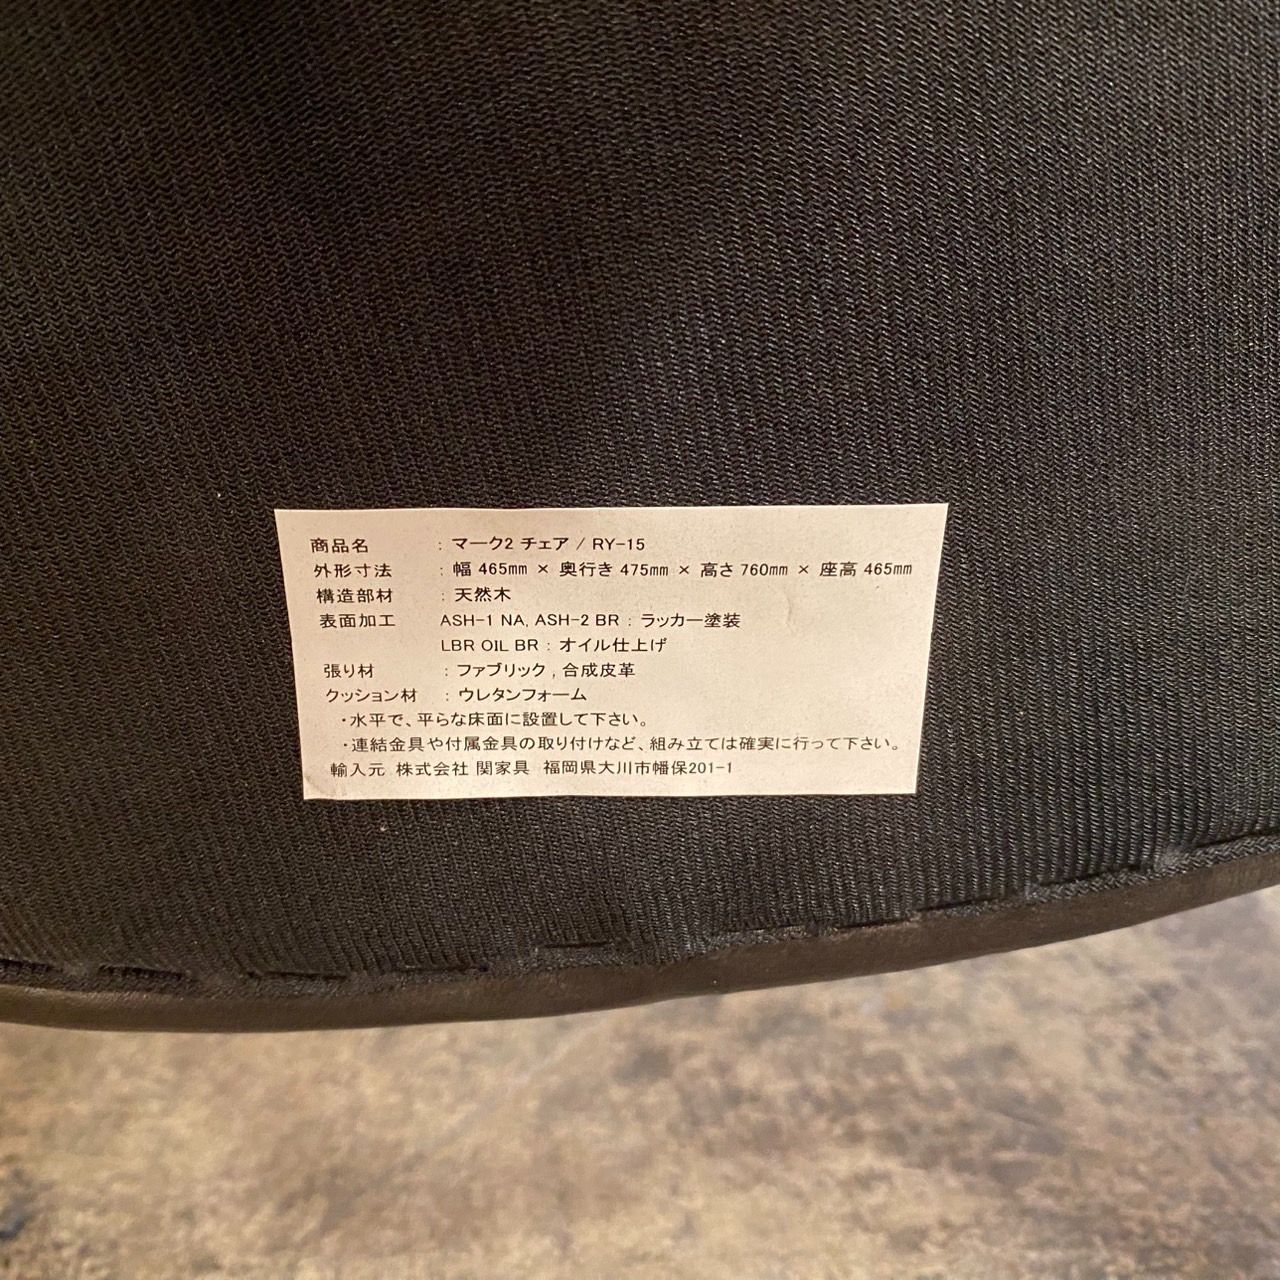 商品名 : マーク2 チェア / RY-15
外形寸法 : 幅 465mm × 奥行き 475mm × 高さ 760mm × 座高 465mm
構造部材 : 天然木
表面加工 ASH-1 NA, ASH-2 BR : ラッカー塗装
LBR OIL BR : オイル仕上げ
張り材 : ファブリック , 合成皮革
クッション材 : ウレタンフォーム
・水平で、平らな床面に設置して下さい。
・連結金具や付属金具の取り付けなど、組み立ては確実に行って下さい。
輸入元 株式会社 関家具 福岡県大川市幡保201-1